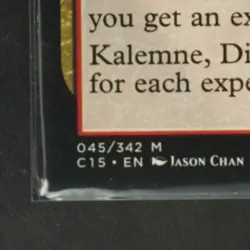 you get an ex
Kalemne, Di
for each expe
045/342 M
C15 • EN JASON CHAN